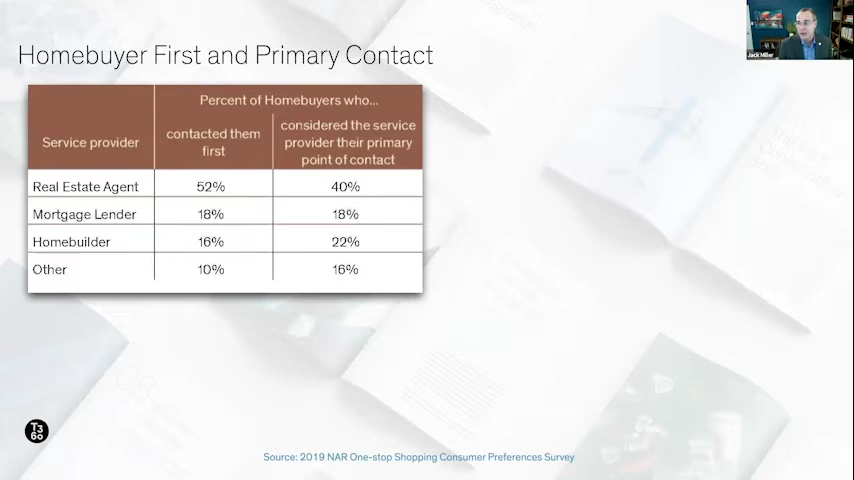 Jack Miller
Homebuyer First and Primary Contact
Percent of Homebuyers who...
Service provider
contacted them
first
considered the service
provider their primary
point of contact
Real Estate Agent 52% 40%
Mortgage Lender 18% 18%
Homebuilder 16% 22%
Other 10% 16%
T3
60
Source: 2019 NAR One-stop Shopping Consumer Preferences Survey